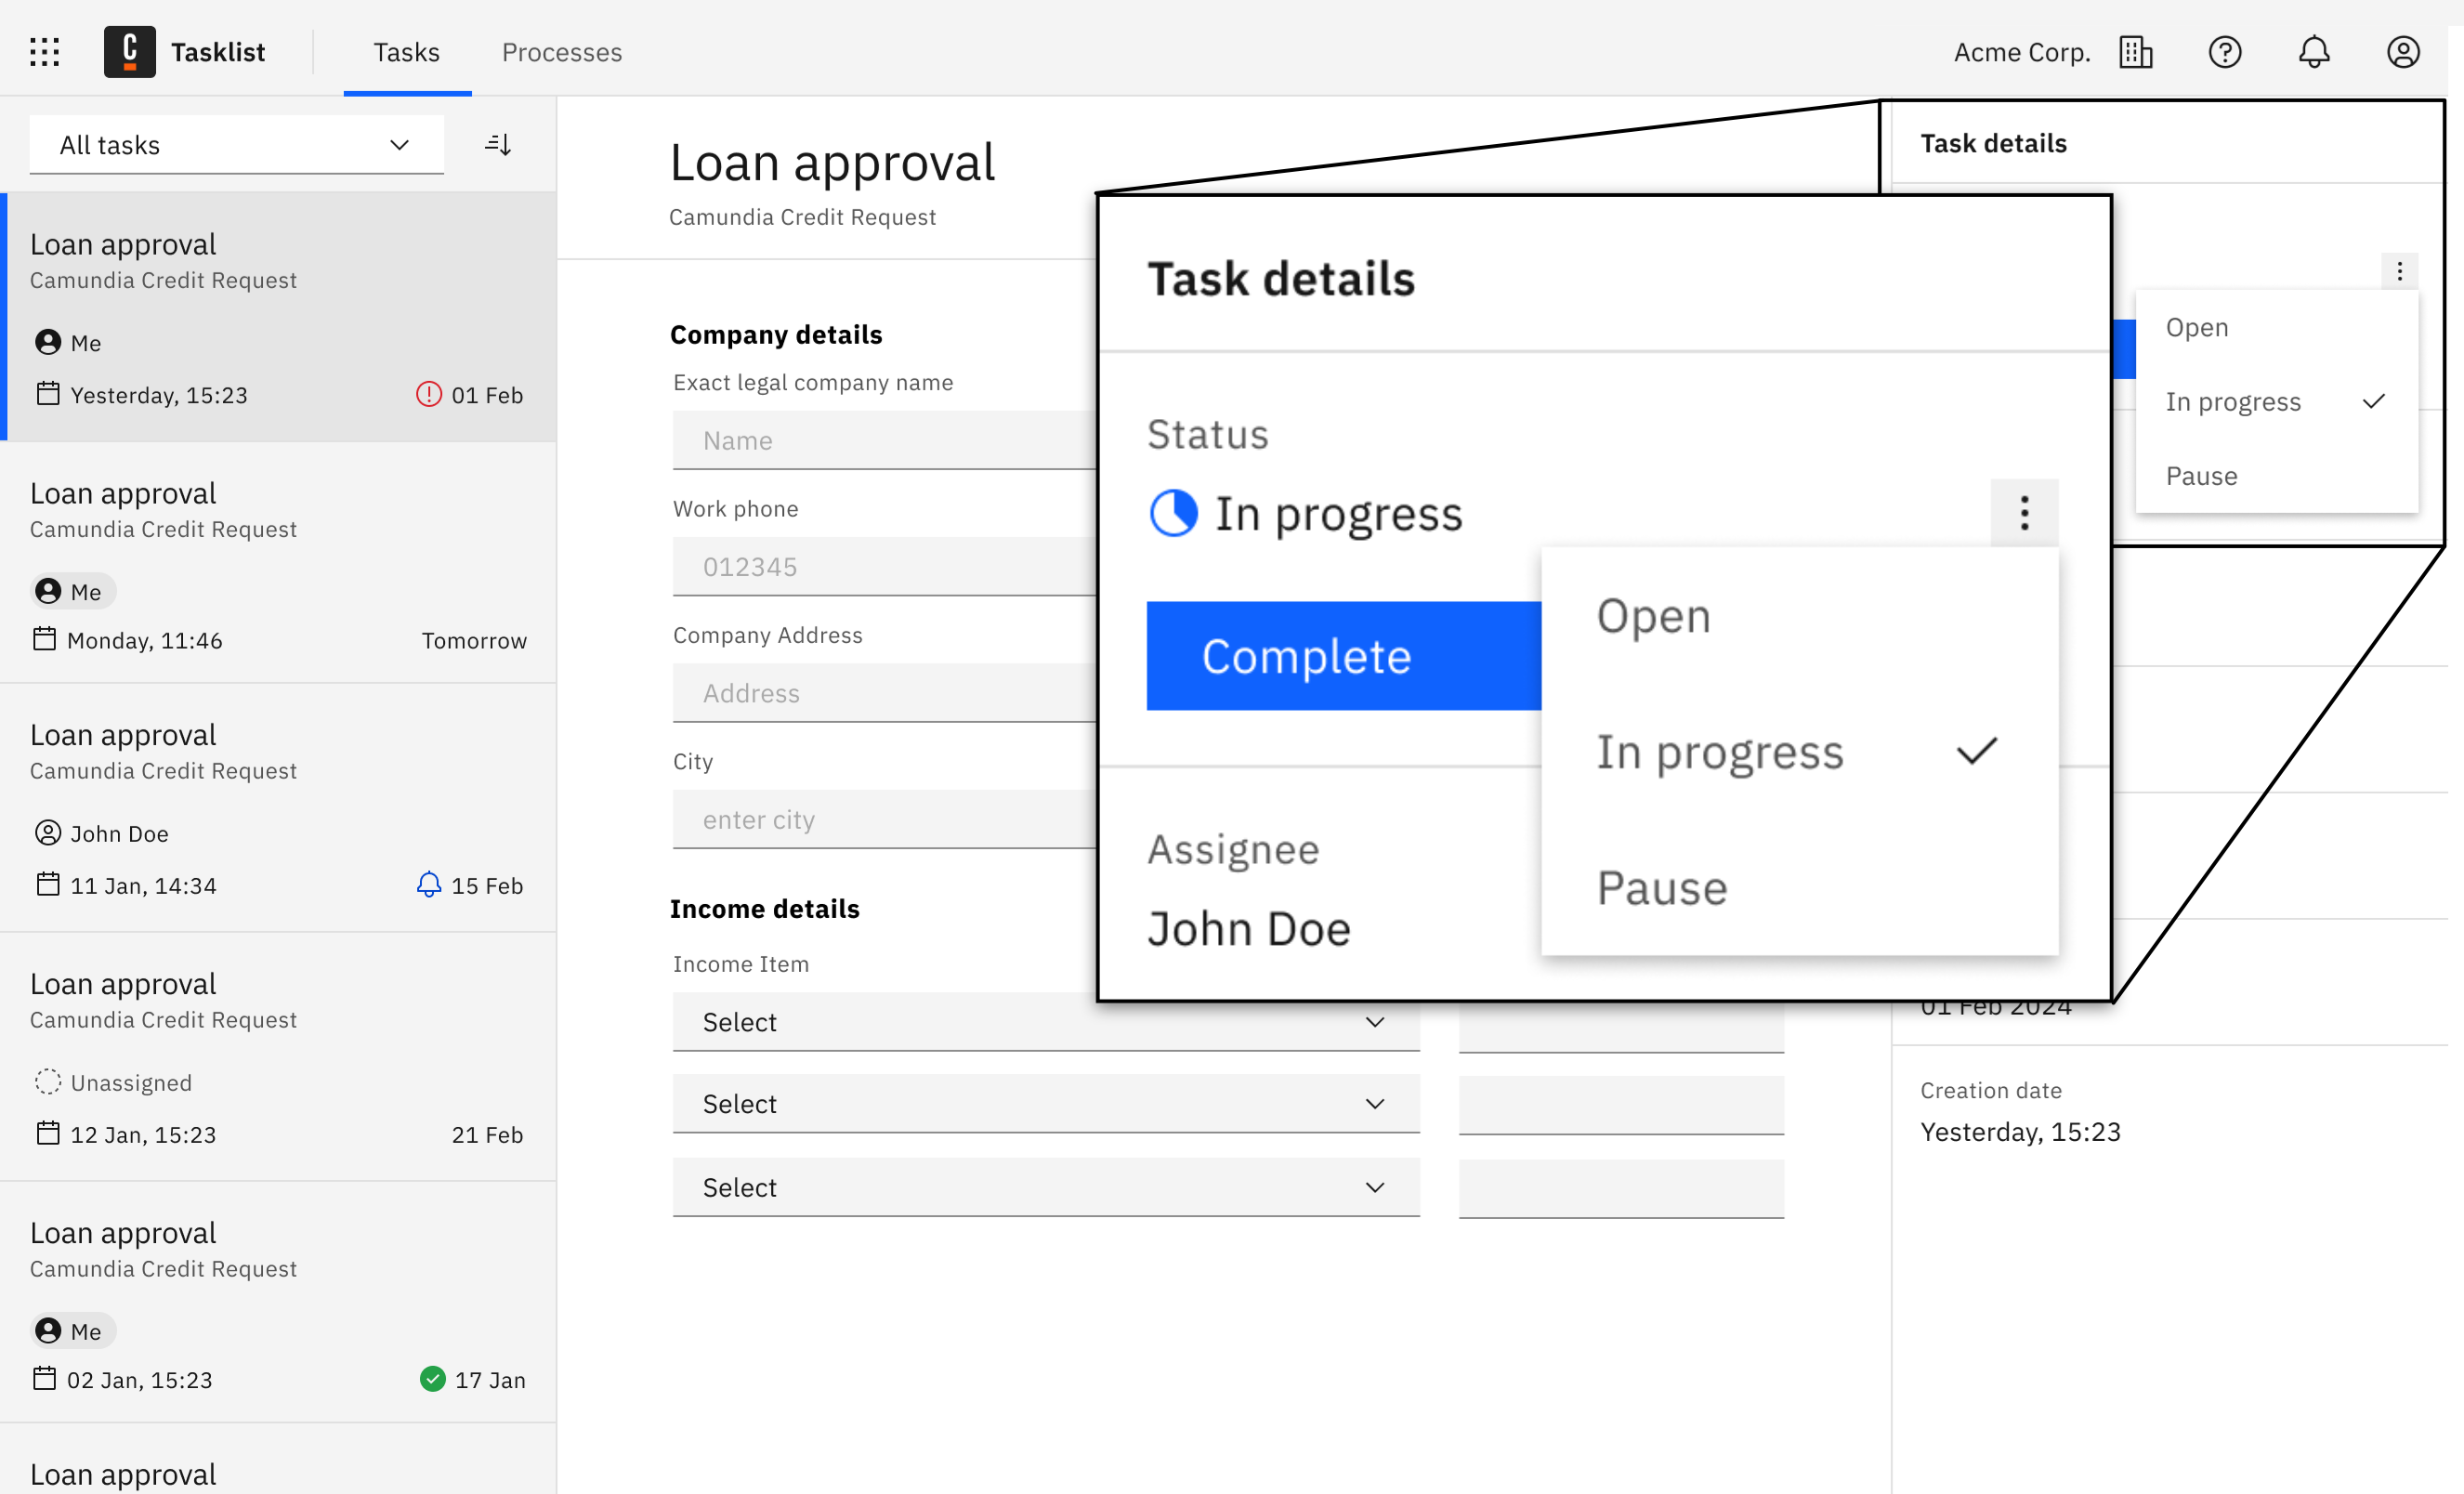 C Tasklist Tasks Processes Acme Corp.
All tasks
Loan approval
Camundia Credit Request
Me
Yesterday, 15:23 01 Feb
Loan approval
Camundia Credit Request
Me
Monday, 11:46 Tomorrow
Loan approval
Camundia Credit Request
John Doe
11 Jan, 14:34 15 Feb
Loan approval
Camundia Credit Request
Unassigned
12 Jan, 15:23 21 Feb
Loan approval
Camundia Credit Request
Me
02 Jan, 15:23 17 Jan
Loan approval
Loan approval
Camundia Credit Request
Company details
Exact legal company name
Name
Work phone
012345
Company Address
Address
City
enter city
Income details
Income Item
Select
Select
Select
Task details
Status
In progress
Complete
Open
In progress
Pause
Assignee
John Doe
Task details
Open
In progress
Pause
01 Feb 2024
Creation date
Yesterday, 15:23